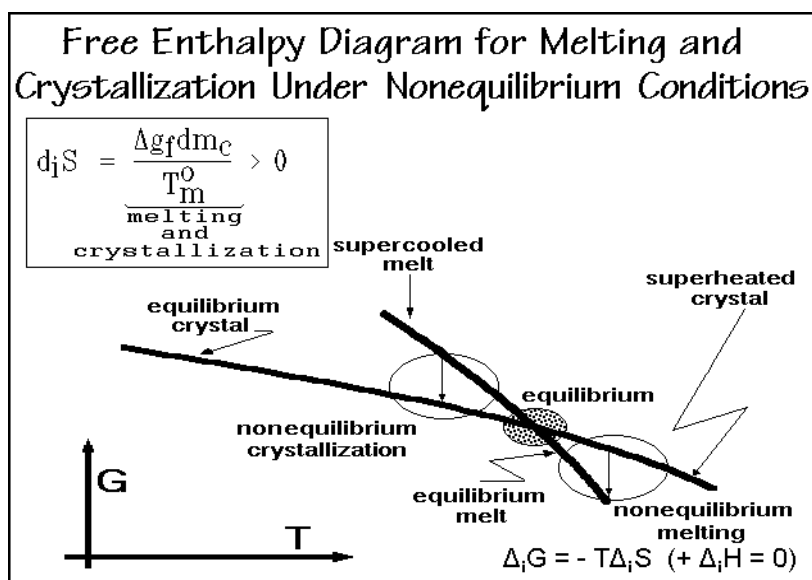 Free Enthalpy Diagram for Melting and
Crystallization Under Nonequilibrium Conditions
dᵢS = Δg_f dm_c / T_m^o > 0
melting
and
crystallization
supercooled
melt
superheated
crystal
equilibrium
crystal
equilibrium
nonequilibrium
crystallization
equilibrium
melt
nonequilibrium
melting
G
T
ΔᵢG = - TΔᵢS (+ ΔᵢH = 0)